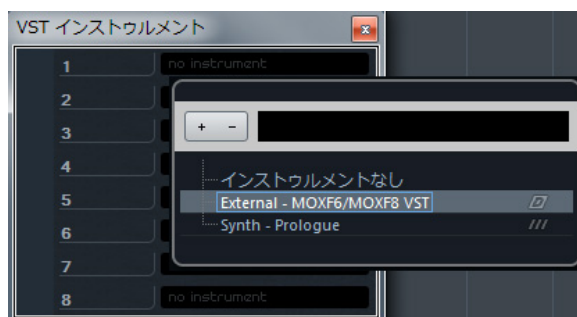 VST インストゥルメント
1 no instrument
2
3
+ -
4
インストゥルメントなし
5
External - MOXF6/MOXF8 VST
6
Synth - Prologue
7
8 no instrument